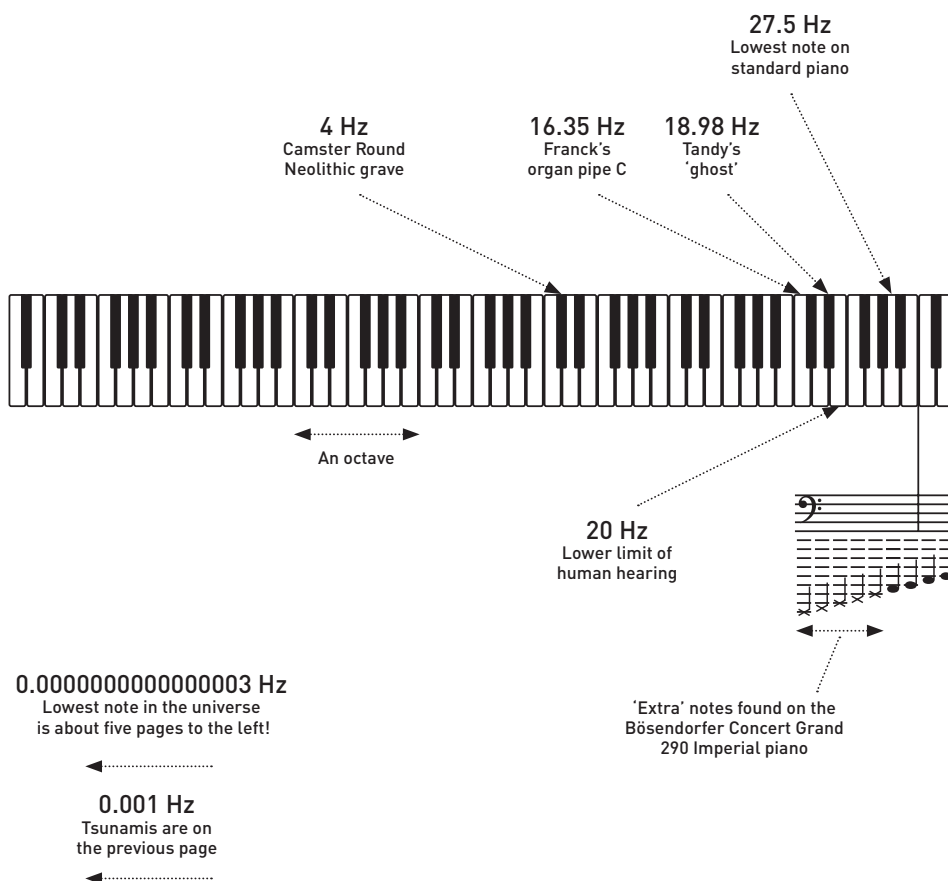 27.5 Hz
Lowest note on
standard piano
4 Hz
Camster Round
Neolithic grave
16.35 Hz
Franck’s
organ pipe C
18.98 Hz
Tandy’s
‘ghost’
An octave
20 Hz
Lower limit of
human hearing
0.0000000000000003 Hz
Lowest note in the universe
is about five pages to the left!
‘Extra’ notes found on the
Bösendorfer Concert Grand
290 Imperial piano
0.001 Hz
Tsunamis are on
the previous page